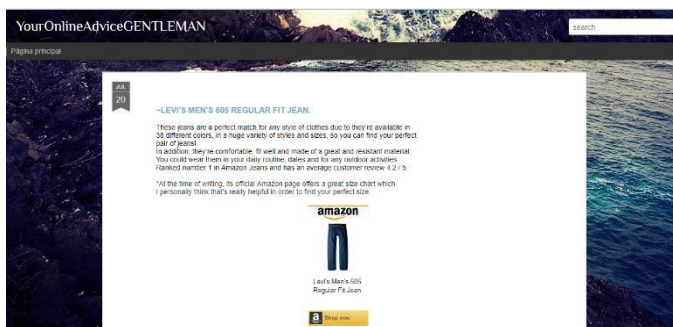 YourOnlineAdviceGENTLEMAN
search
Página principal
JUL
20
~LEVI'S MEN'S 505 REGULAR FIT JEAN.
These jeans are a perfect match for any style of clothes due to they're available in
38 different colors, in a huge variety of styles and sizes, so you can find your perfect
pair of jeans!
In addition, they're comfortable, fit well and made of a great and resistant material.
You could wear them in your daily routine, dates and for any outdoor activities.
Ranked number 1 in Amazon Jeans and has an average customer review 4.2 / 5.
*At the time of writing, its official Amazon page offers a great size chart which
I personally think that's really helpful in order to find your perfect size.
amazon
Levi's Men's 505
Regular Fit Jean
a Shop now